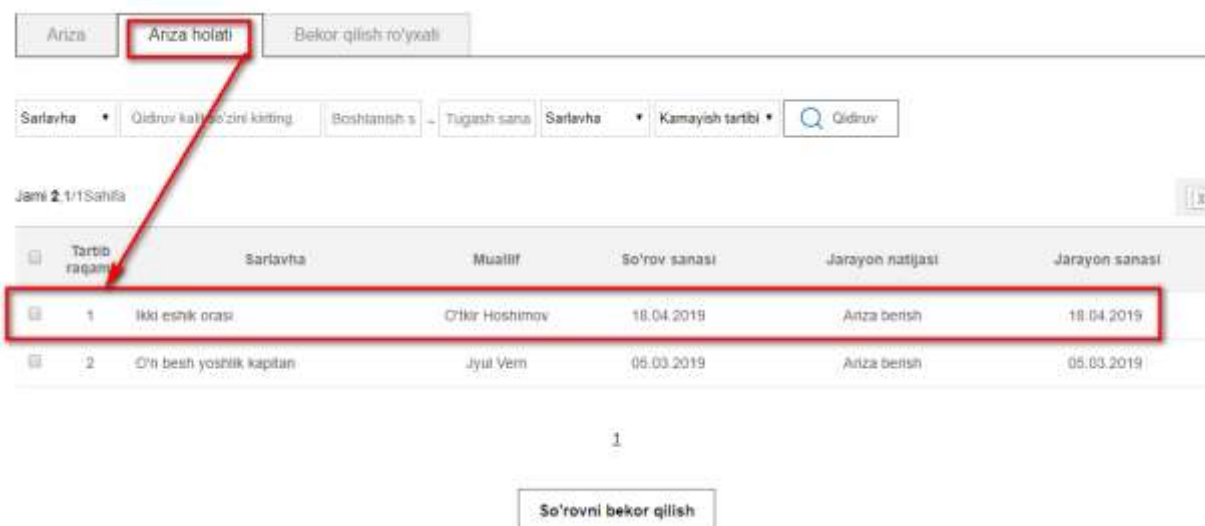 Ariza Ariza holati Bekor qilish ro'yxati
Sarlavha Qidiruv kalit so'zini kiriting Boshlanish s - Tugash sana Sarlavha Kamayish tartibi Qidiruv
Jami 2,1/1Sahifa
Tartib raqami Sarlavha Muallif So'rov sanasi Jarayon natijasi Jarayon sanasi
1 Ikki eshik orasi O'tkir Hoshimov 18.04.2019 Ariza berish 18.04.2019
2 O'n besh yoshlik kapitan Jyul Vern 05.03.2019 Ariza berish 05.03.2019
1
So'rovni bekor qilish